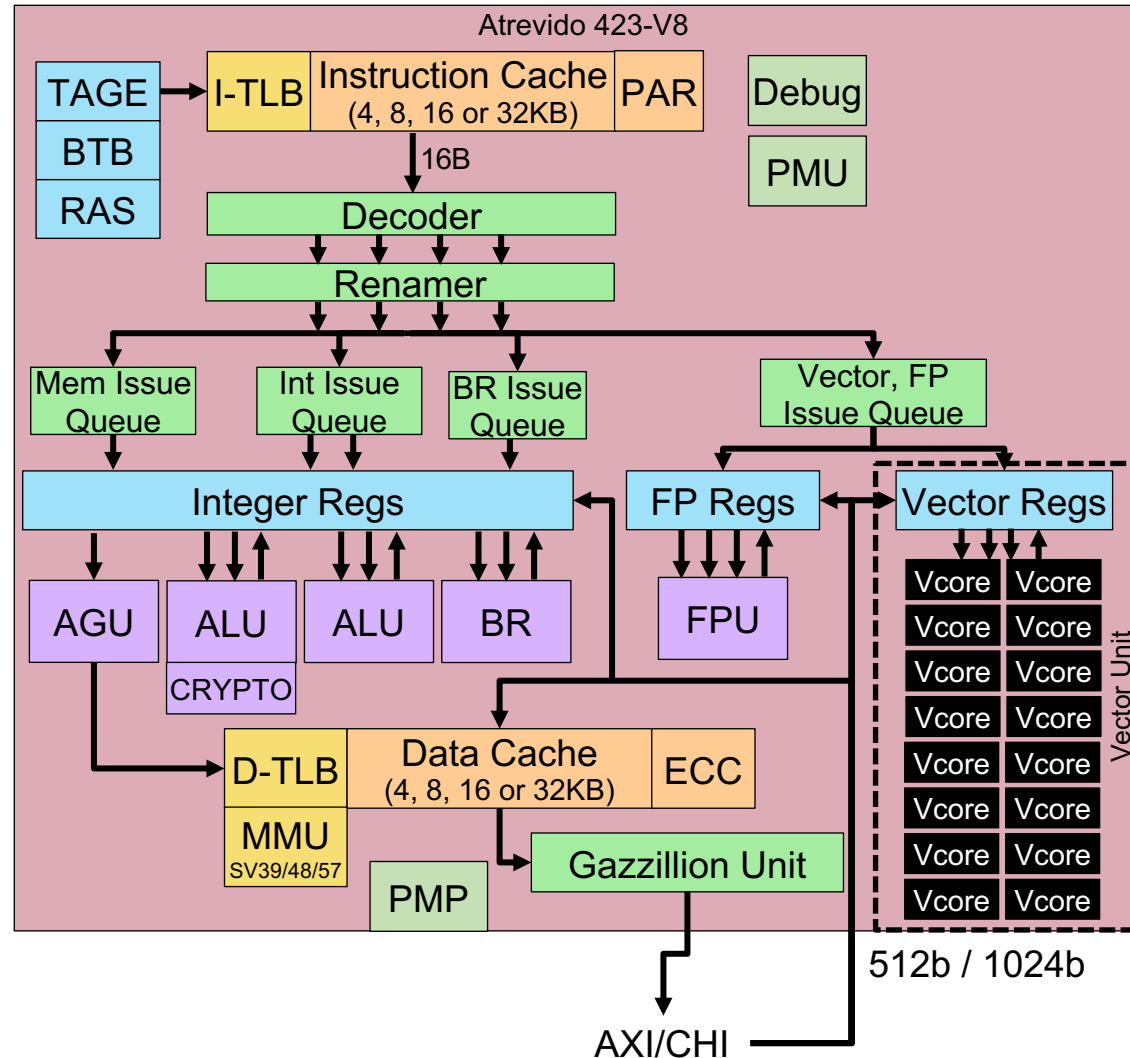 Atrevido 423-V8
TAGE
BTB
RAS
I-TLB
Instruction Cache
(4, 8, 16 or 32KB)
PAR
Debug
PMU
16B
Decoder
Renamer
Mem Issue
Queue
Int Issue
Queue
BR Issue
Queue
Vector, FP
Issue Queue
Integer Regs
FP Regs
Vector Regs
AGU
ALU
CRYPTO
ALU
BR
FPU
Vcore Vcore
Vcore Vcore
Vcore Vcore
Vcore Vcore
Vcore Vcore
Vcore Vcore
Vcore Vcore
Vcore Vcore
Vector Unit
D-TLB
Data Cache
(4, 8, 16 or 32KB)
ECC
MMU
SV39/48/57
PMP
Gazzillion Unit
512b / 1024b
AXI/CHI